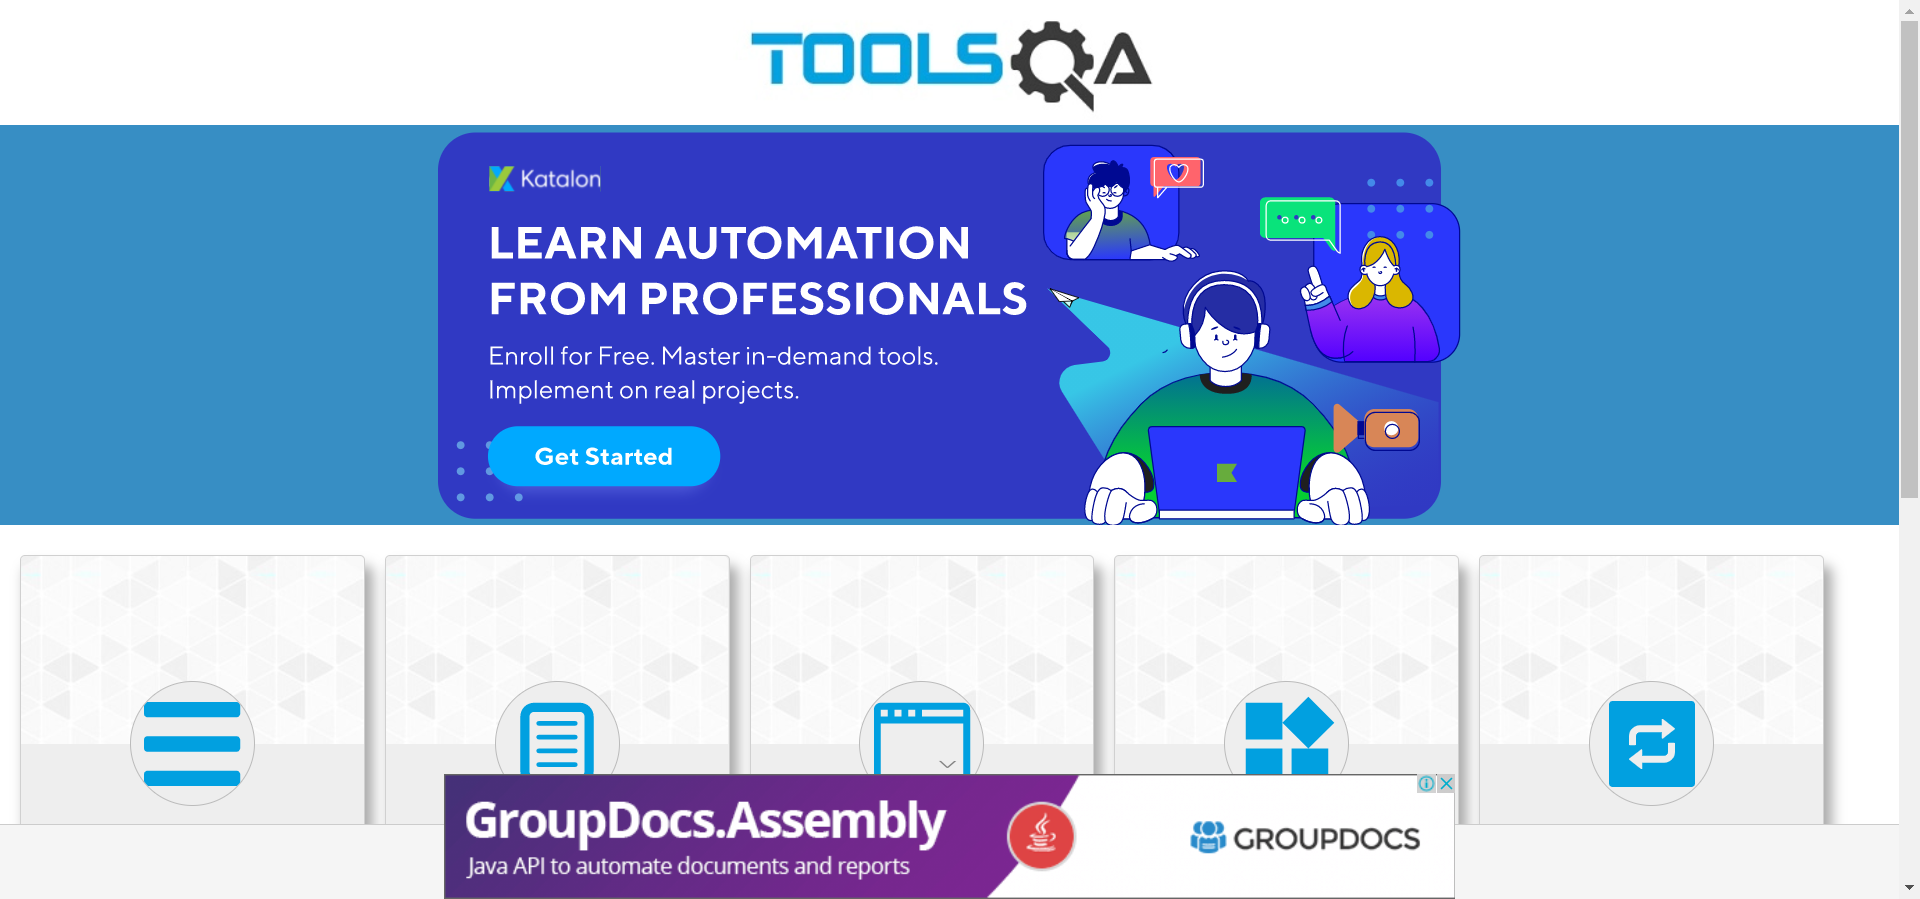 TOOLSQA
Katalon
LEARN AUTOMATION
FROM PROFESSIONALS
Enroll for Free. Master in-demand tools.
Implement on real projects.
Get Started
GroupDocs.Assembly
Java API to automate documents and reports
GROUPDOCS